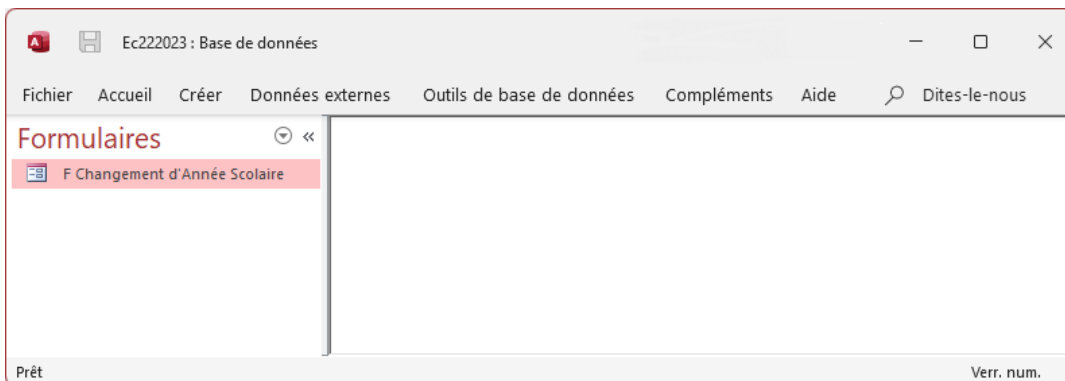 Ec222023 : Base de données
Fichier Accueil Créer Données externes Outils de base de données Compléments Aide Dites-le-nous
Formulaires
F Changement d'Année Scolaire
Prêt Verr. num.